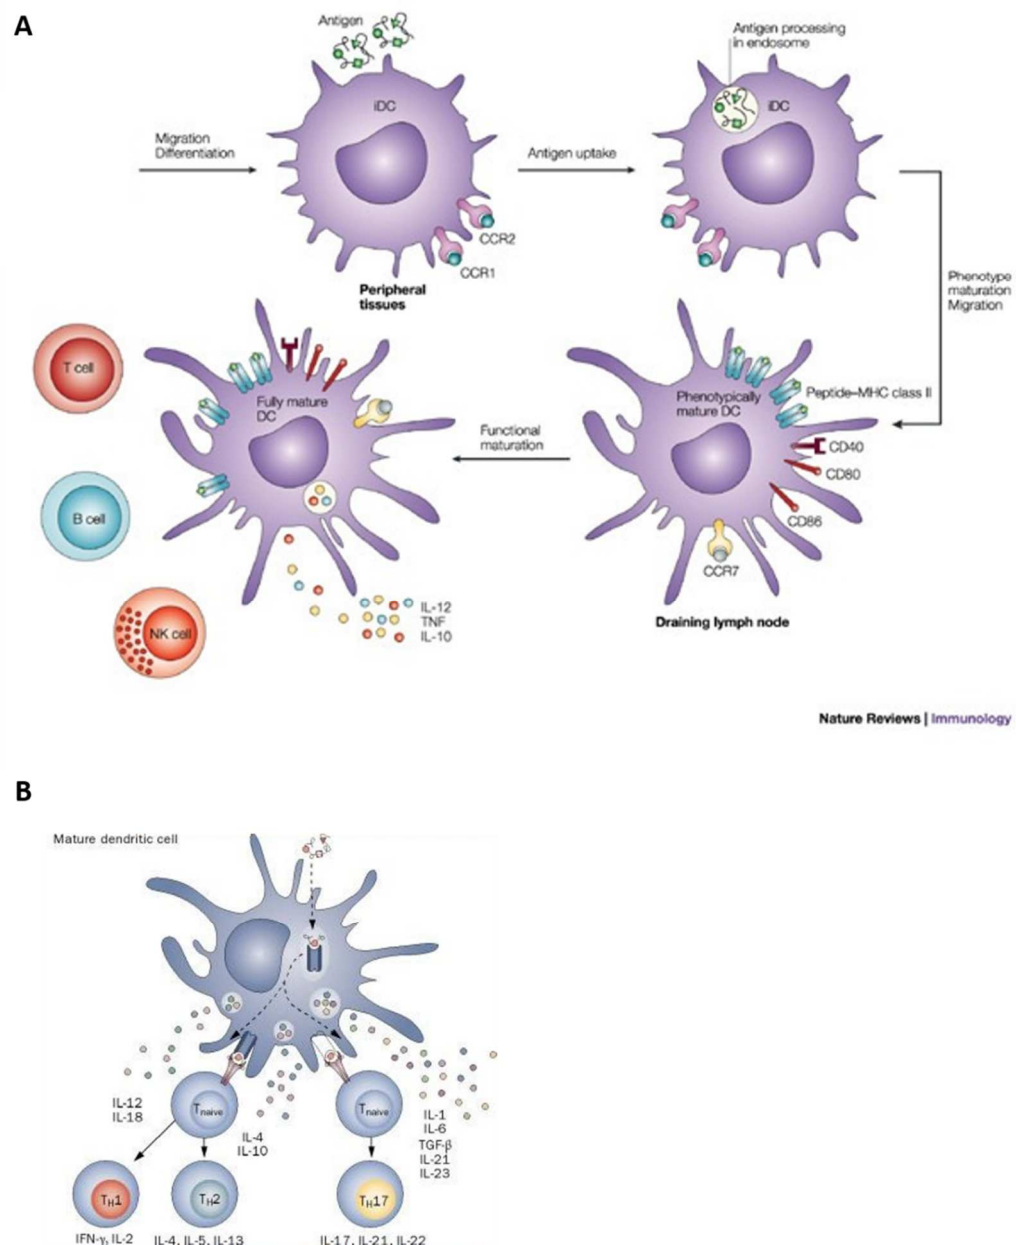 A
Antigen
Antigen processing
in endosome
iDC
iDC
Migration
Differentiation
Antigen uptake
CCR2
CCR1
Peripheral
tissues
Phenotype
maturation
Migration
T cell
Fully mature
DC
Phenotypically
mature DC
Peptide–MHC class II
Functional
maturation
CD40
CD80
CD86
B cell
CCR7
IL-12
TNF
IL-10
NK cell
Draining lymph node
Nature Reviews | Immunology
B
Mature dendritic cell
IL-12
IL-18
Tnaive
Tnaive
IL-4
IL-10
IL-1
IL-6
TGF-β
IL-21
IL-23
TH1
TH2
TH17
IFN-γ, IL-2
IL-4, IL-5, IL-13
IL-17, IL-21, IL-22